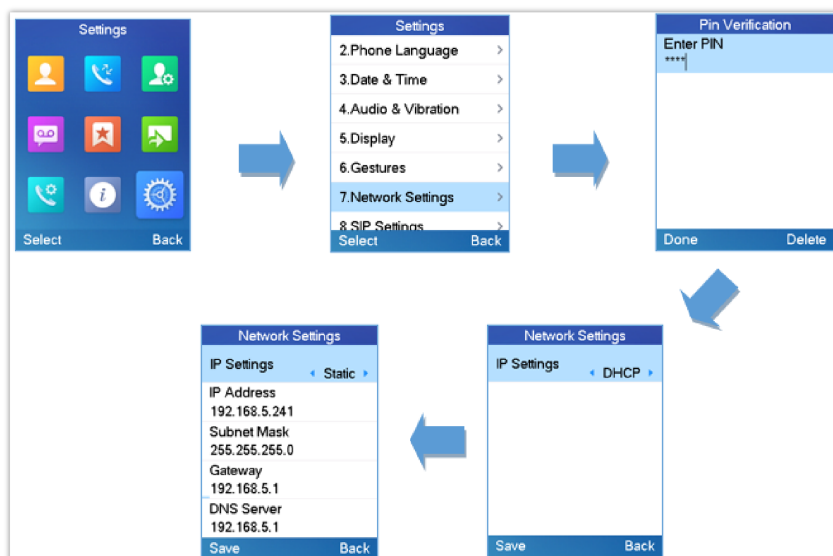 Settings
Select Back
Settings
2.Phone Language
3.Date & Time
4.Audio & Vibration
5.Display
6.Gestures
7.Network Settings
8.SIP Settings
Select Back
Pin Verification
Enter PIN
****
Done Delete
Network Settings
IP Settings
DHCP
Save Back
Network Settings
IP Settings
Static
IP Address
192.168.5.241
Subnet Mask
255.255.255.0
Gateway
192.168.5.1
DNS Server
192.168.5.1
Save Back